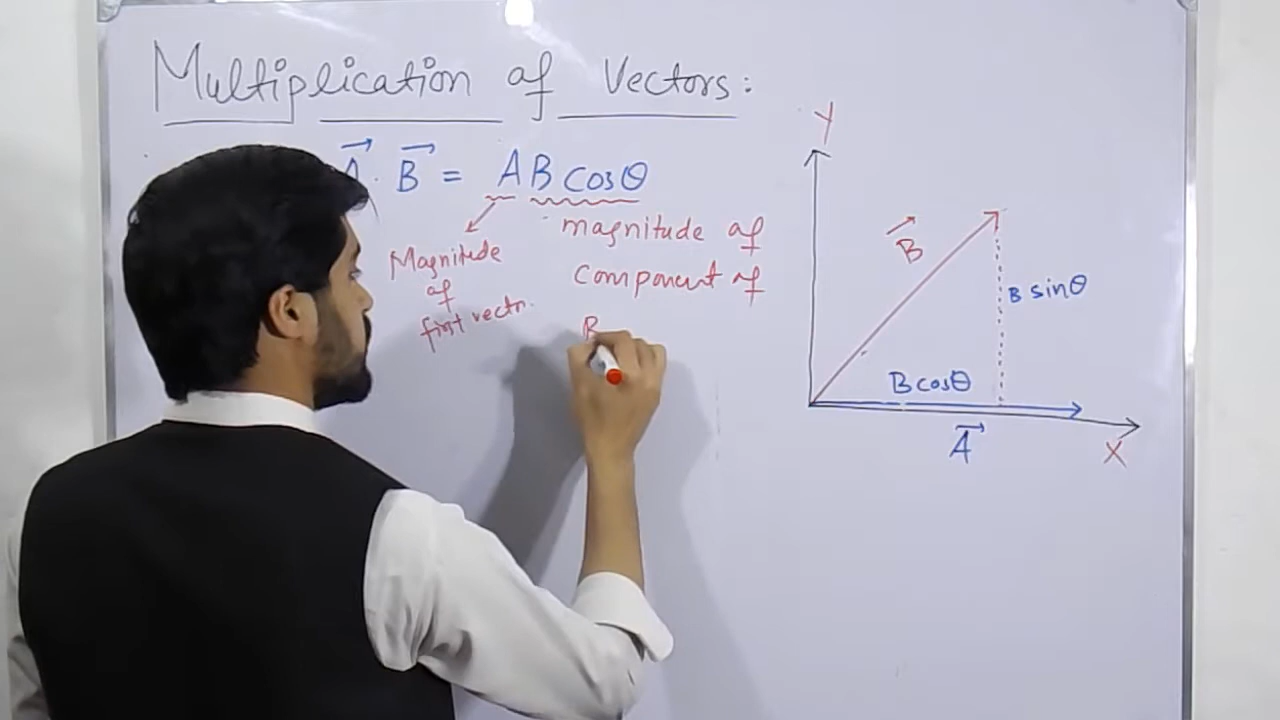 Multiplication of Vectors:
A . B = AB cosθ
Magnitude
of
first vectr.
magnitude of
component of
B
Y
B
B sinθ
B cosθ
A
X